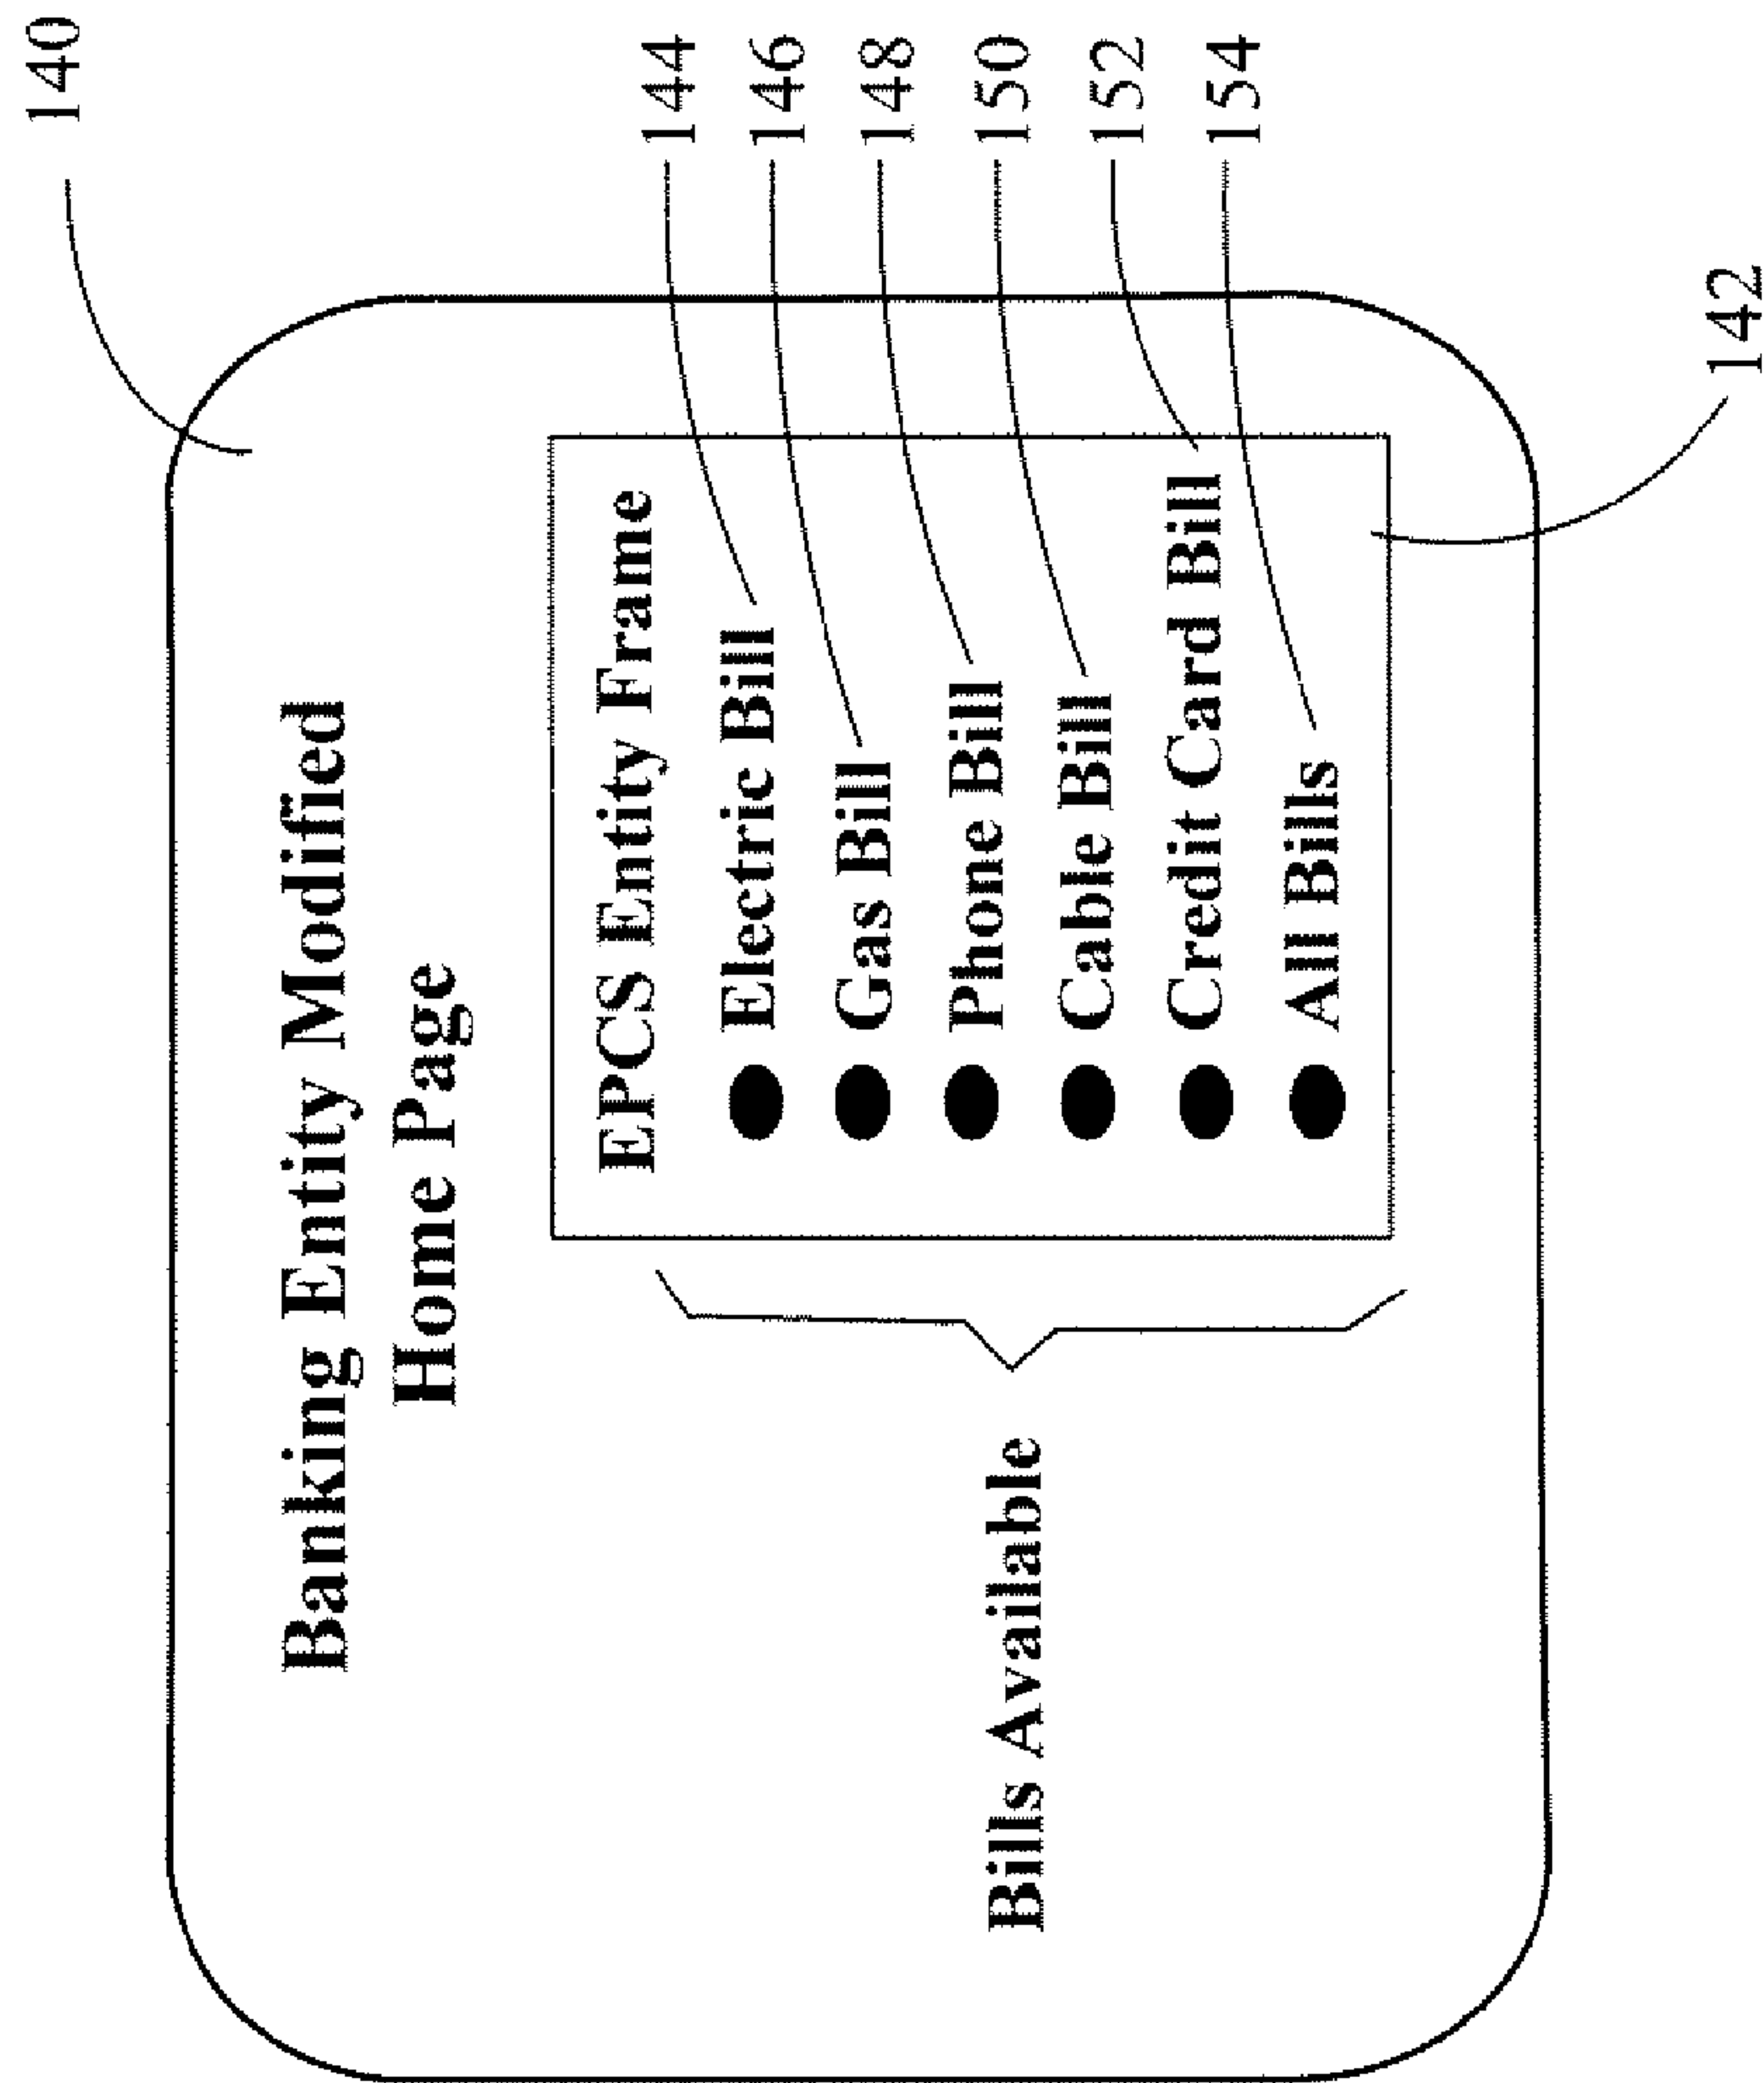 140
Banking Entity Modified
Home Page
EPCS Entity Frame
Electric Bill
144
Gas Bill
146
Phone Bill
148
Bills Available
Cable Bill
150
Credit Card Bill
152
All Bills
154
142